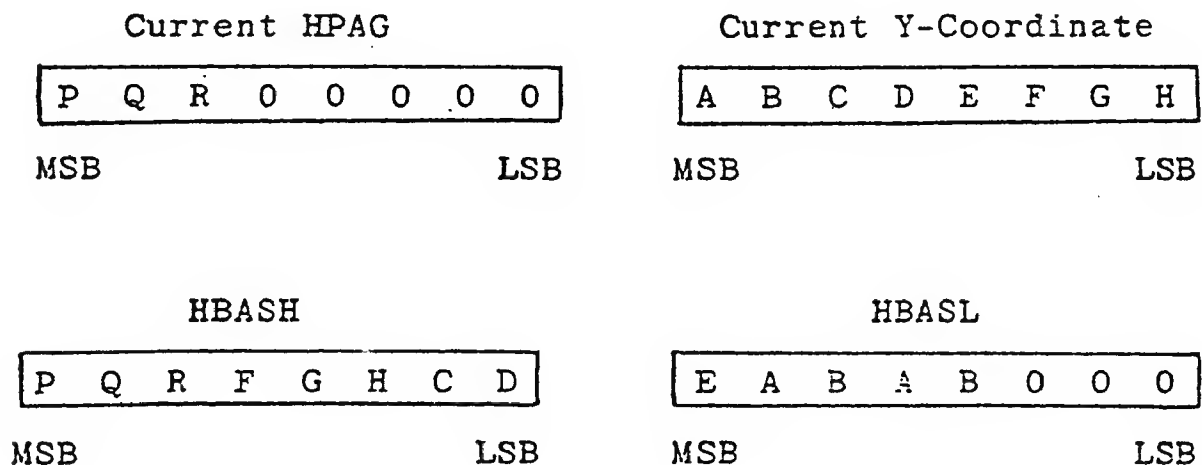 Current HPAG
Current Y-Coordinate
P Q R 0 0 0 0 0
A B C D E F G H
MSB LSB
MSB LSB
HBASH
HBASL
P Q R F G H C D
E A B A B 0 0 0
MSB LSB
MSB LSB